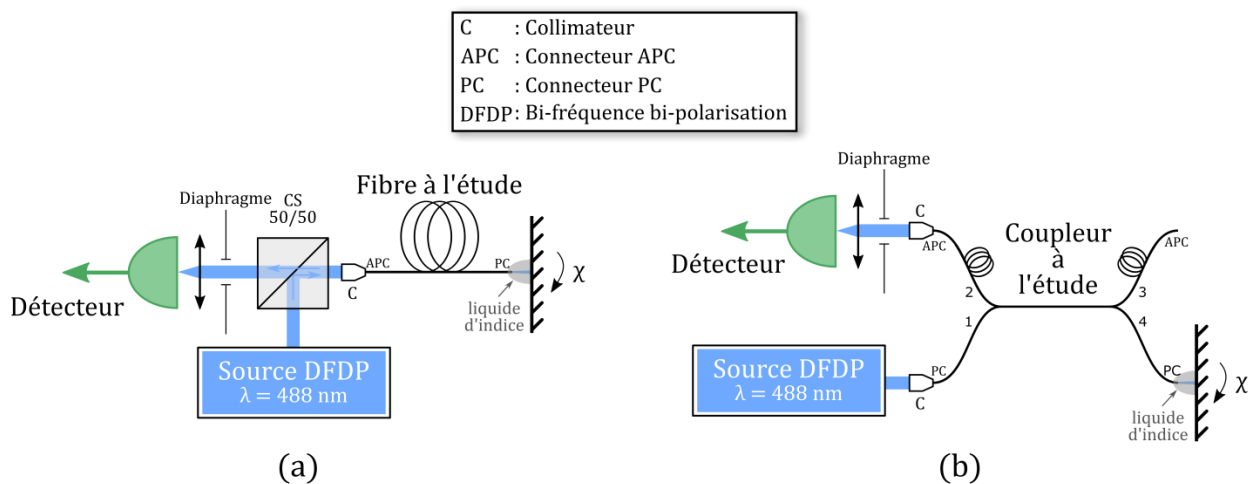 C : Collimateur
APC : Connecteur APC
PC : Connecteur PC
DFDP : Bi-fréquence bi-polarisation
Diaphragme
CS
50/50
Fibre à l'étude
C
APC
PC
χ
liquide
d'indice
Détecteur
Source DFDP
λ = 488 nm
(a)
Diaphragme
C
APC
Coupleur
à
l'étude
APC
Détecteur
2
3
1
4
Source DFDP
λ = 488 nm
PC
C
PC
χ
liquide
d'indice
(b)